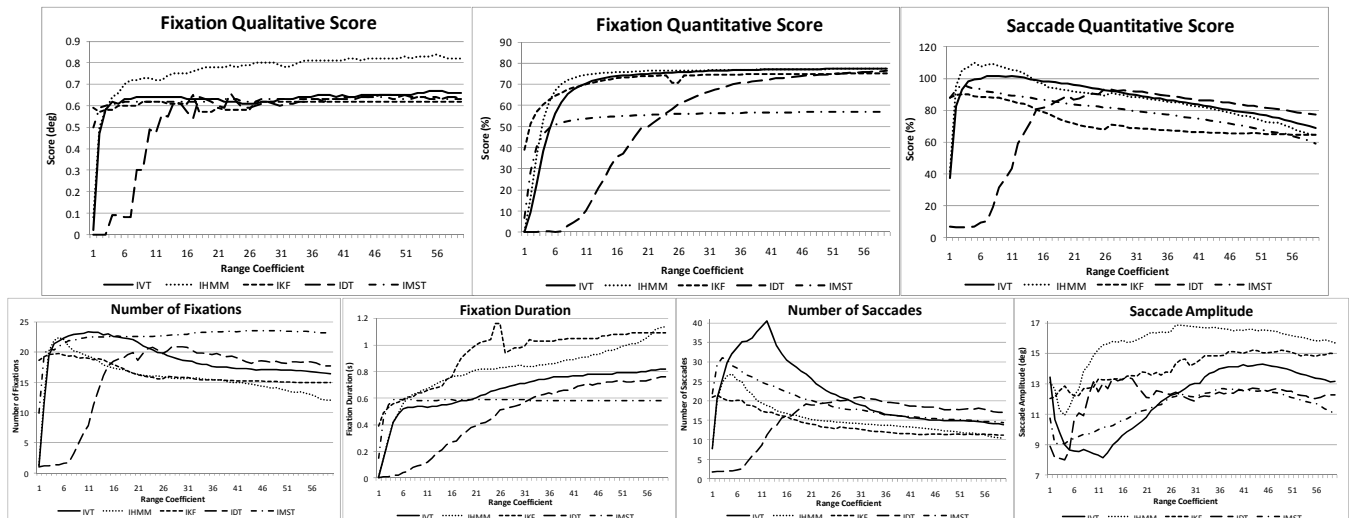 Fixation Qualitative Score
0.9
0.8
0.7
0.6
0.5
0.4
0.3
0.2
0.1
0
Score (deg)
1 6 11 16 21 26 31 36 41 46 51 56
Range Coefficient
IVT IHMM IKF IDT IMST
Fixation Quantitative Score
90
80
70
60
50
40
30
20
10
0
Score (%)
1 6 11 16 21 26 31 36 41 46 51 56
Range Coefficient
IVT IHMM IKF IDT IMST
Saccade Quantitative Score
120
100
80
60
40
20
0
Score (%)
1 6 11 16 21 26 31 36 41 46 51 56
Range Coefficient
IVT IHMM IKF IDT IMST
Number of Fixations
25
20
15
10
5
0
Number of Fixations
1 6 11 16 21 26 31 36 41 46 51 56
Range Coefficient
IVT IHMM IKF IDT IMST
Fixation Duration
1.2
1
0.8
0.6
0.4
0.2
0
Fixation Duration (s)
1 6 11 16 21 26 31 36 41 46 51 56
Range Coefficient
IVT IHMM IKF IDT IMST
Number of Saccades
40
35
30
25
20
15
10
5
0
Number of Saccades
1 6 11 16 21 26 31 36 41 46 51 56
Range Coefficient
IVT IHMM IKF IDT IMST
Saccade Amplitude
17
15
13
11
9
7
Saccade Amplitude (deg)
1 6 11 16 21 26 31 36 41 46 51 56
Range Coefficient
IVT IHMM IKF IDT IMST